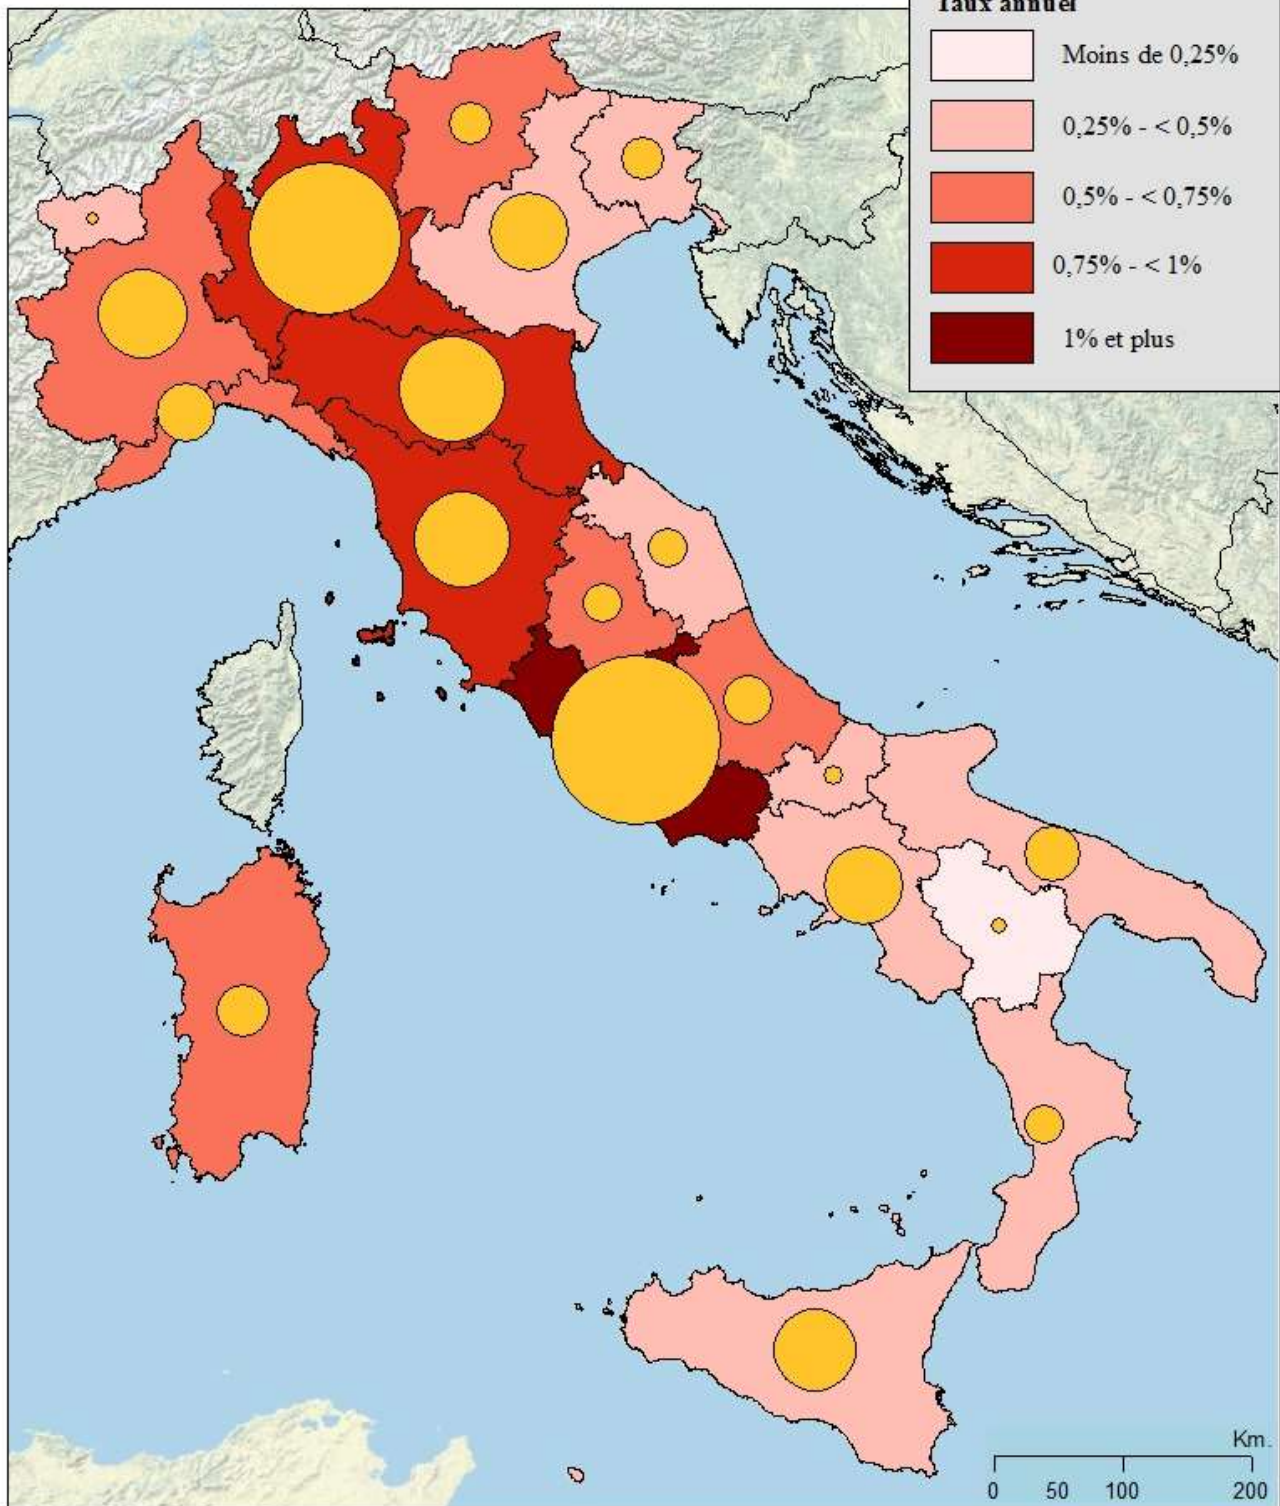 Taux annuel
Moins de 0,25%
0,25% - < 0,5%
0,5% - < 0,75%
0,75% - < 1%
1% et plus
Km.
0 50 100 200